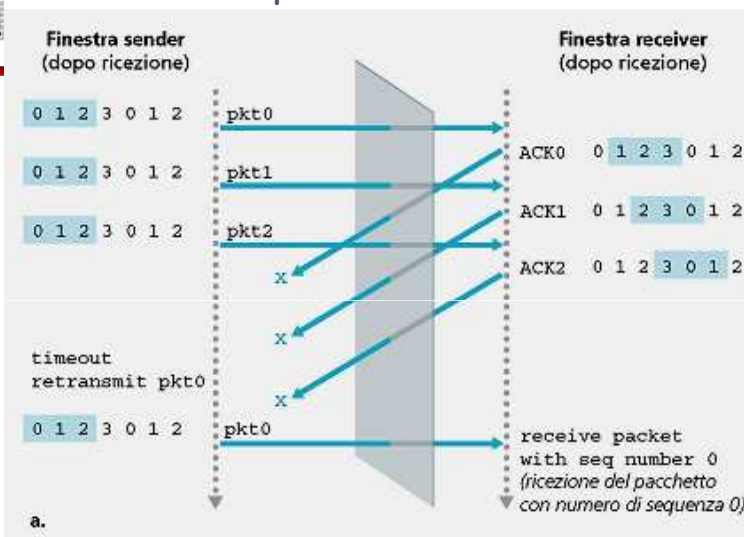 Finestra sender
(dopo ricezione)
Finestra receiver
(dopo ricezione)
0 1 2 3 0 1 2
pkt0
ACK0 0 1 2 3 0 1 2
0 1 2 3 0 1 2
pkt1
ACK1 0 1 2 3 0 1 2
0 1 2 3 0 1 2
pkt2
ACK2 0 1 2 3 0 1 2
x
x
x
timeout
retransmit pkt0
0 1 2 3 0 1 2
pkt0
receive packet
with seq number 0
(ricezione del pacchetto
con numero di sequenza 0)
a.